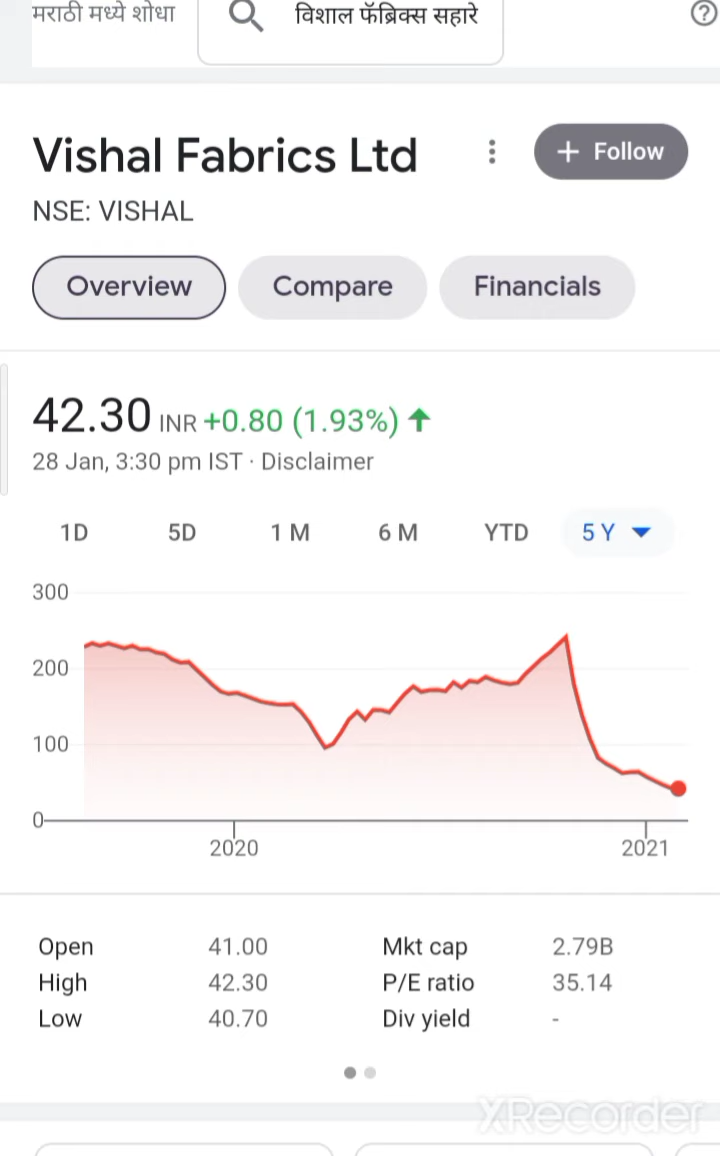 मराठी मध्ये शोधा विशाल फॅब्रिक्स सहारे ?
Vishal Fabrics Ltd + Follow
NSE: VISHAL
Overview Compare Financials
42.30 INR +0.80 (1.93%)
28 Jan, 3:30 pm IST · Disclaimer
1D 5D 1 M 6 M YTD 5 Y
300
200
100
0
2020 2021
Open 41.00 Mkt cap 2.79B
High 42.30 P/E ratio 35.14
Low 40.70 Div yield -
XRecorder